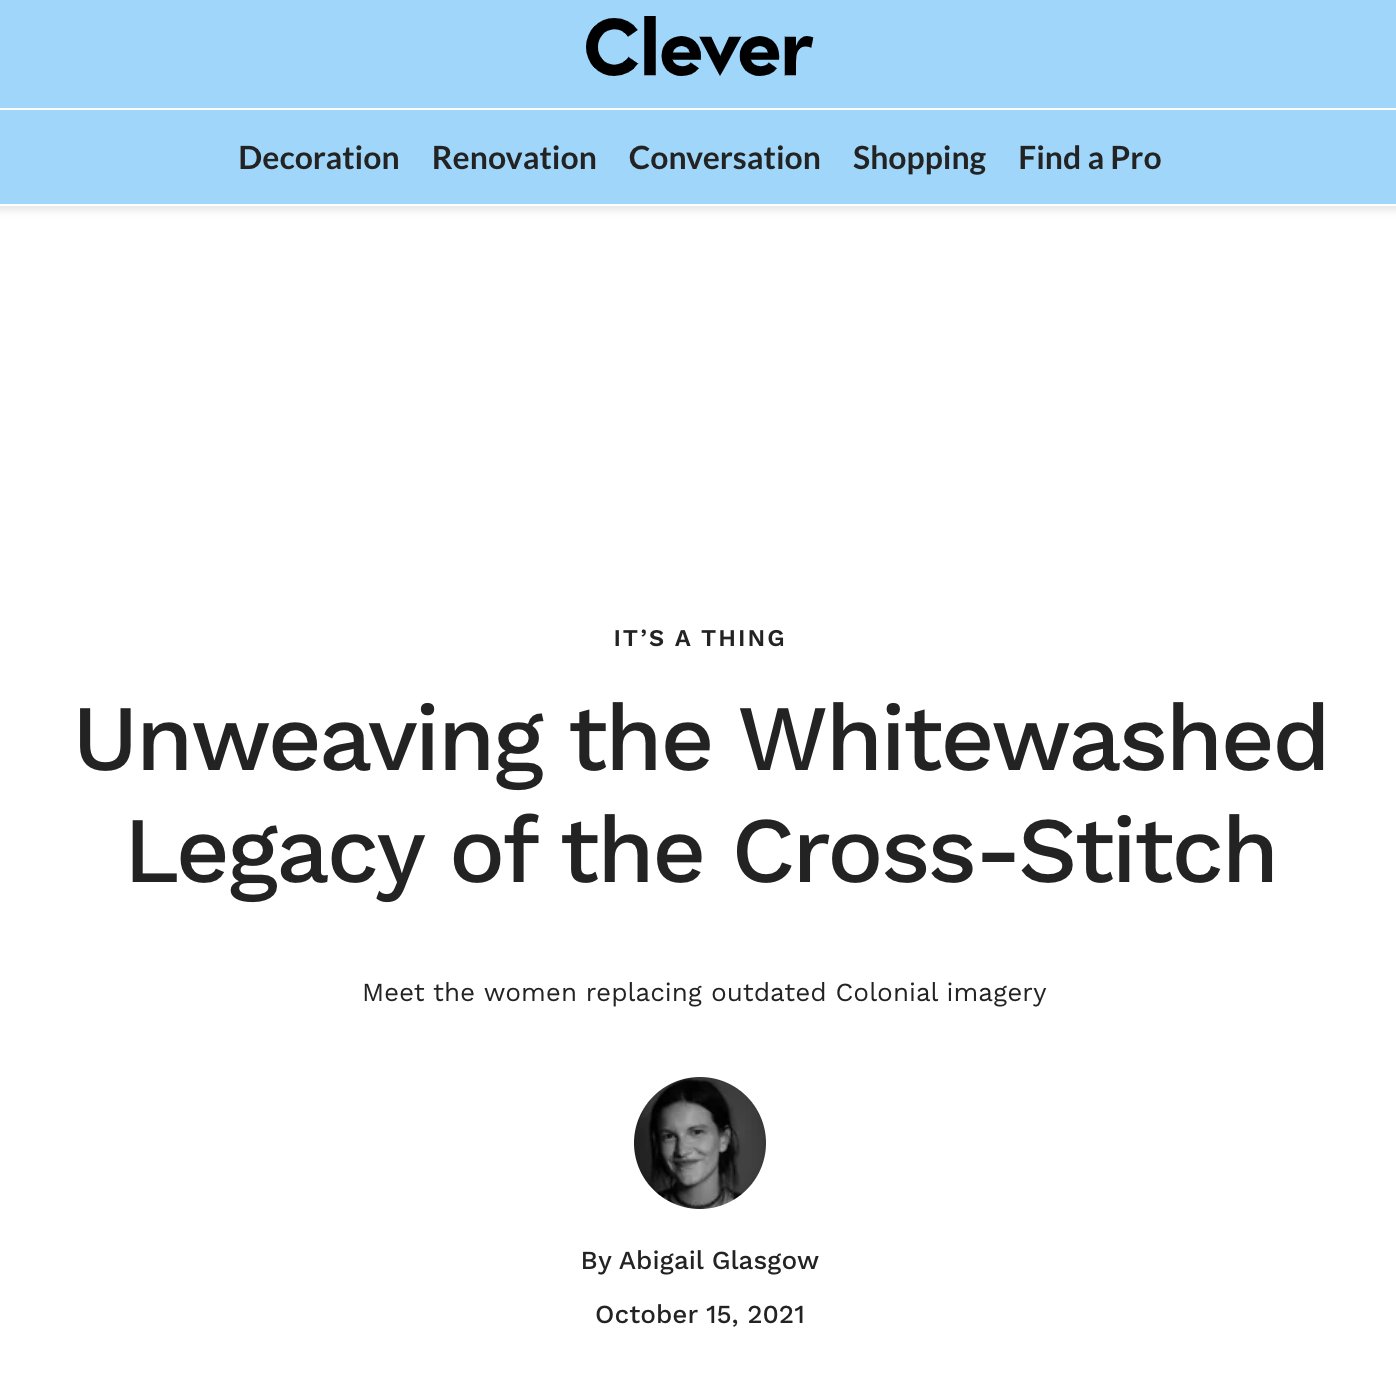 Clever
Decoration Renovation Conversation Shopping Find a Pro
IT’S A THING
Unweaving the Whitewashed
Legacy of the Cross-Stitch
Meet the women replacing outdated Colonial imagery
By Abigail Glasgow
October 15, 2021